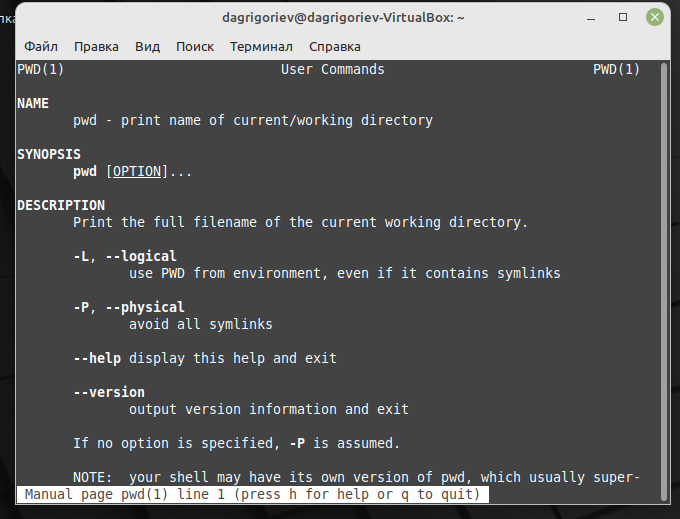 dagrigoriev@dagrigoriev-VirtualBox: ~
Файл Правка Вид Поиск Терминал Справка
PWD(1) User Commands PWD(1)
NAME
pwd - print name of current/working directory
SYNOPSIS
pwd [OPTION]...
DESCRIPTION
Print the full filename of the current working directory.
-L, --logical
use PWD from environment, even if it contains symlinks
-P, --physical
avoid all symlinks
--help display this help and exit
--version
output version information and exit
If no option is specified, -P is assumed.
NOTE: your shell may have its own version of pwd, which usually super-
Manual page pwd(1) line 1 (press h for help or q to quit)